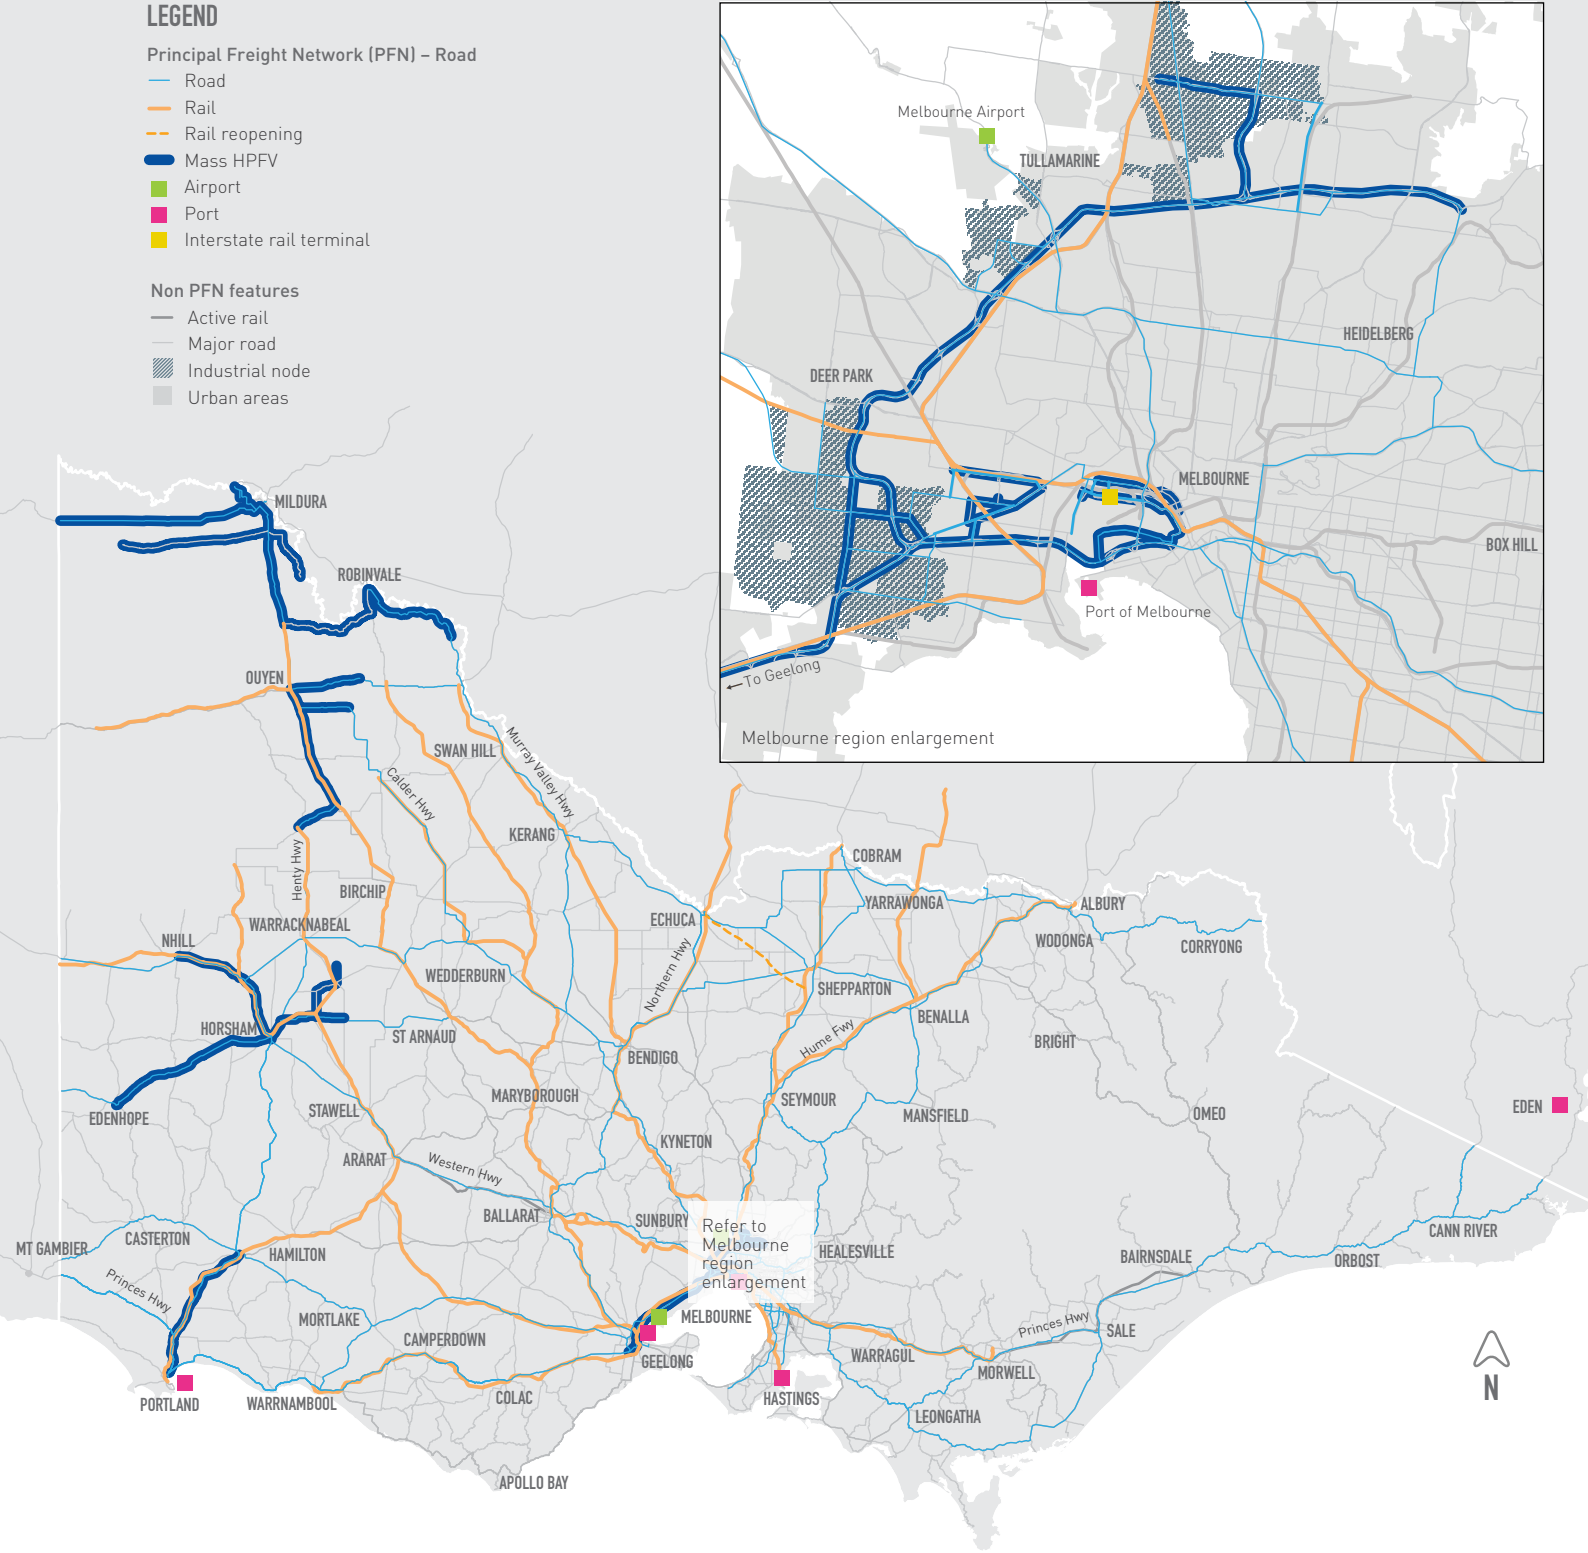 LEGEND
Principal Freight Network (PFN) – Road
Road
Rail
Rail reopening
Mass HPFV
Airport
Port
Interstate rail terminal
Non PFN features
Active rail
Major road
Industrial node
Urban areas
Melbourne Airport
TULLAMARINE
HEIDELBERG
DEER PARK
MELBOURNE
BOX HILL
Port of Melbourne
To Geelong
Melbourne region enlargement
MILDURA
ROBINVALE
OUYEN
SWAN HILL
Murray Valley Hwy
Calder Hwy
KERANG
Henty Hwy
BIRCHIP
COBRAM
YARRAWONGA
ALBURY
ECHUCA
WARRACKNABEAL
NHILL
WODONGA
CORRYONG
WEDDERBURN
Northern Hwy
SHEPPARTON
HORSHAM
ST ARNAUD
BENALLA
Hume Fwy
BRIGHT
BENDIGO
MARYBOROUGH
SEYMOUR
EDENHOPE
STAWELL
MANSFIELD
OMEO
EDEN
KYNETON
ARARAT
Western Hwy
BALLARAT
SUNBURY
Refer to
Melbourne
region
enlargement
CASTERTON
MT GAMBIER
HAMILTON
HEALESVILLE
BAIRNSDALE
CANN RIVER
ORBOST
Princes Hwy
MORTLAKE
MELBOURNE
Princes Hwy
SALE
CAMPERDOWN
WARRAGUL
GEELONG
MORWELL
N
PORTLAND
WARRNAMBOOL
COLAC
HASTINGS
LEONGATHA
APOLLO BAY